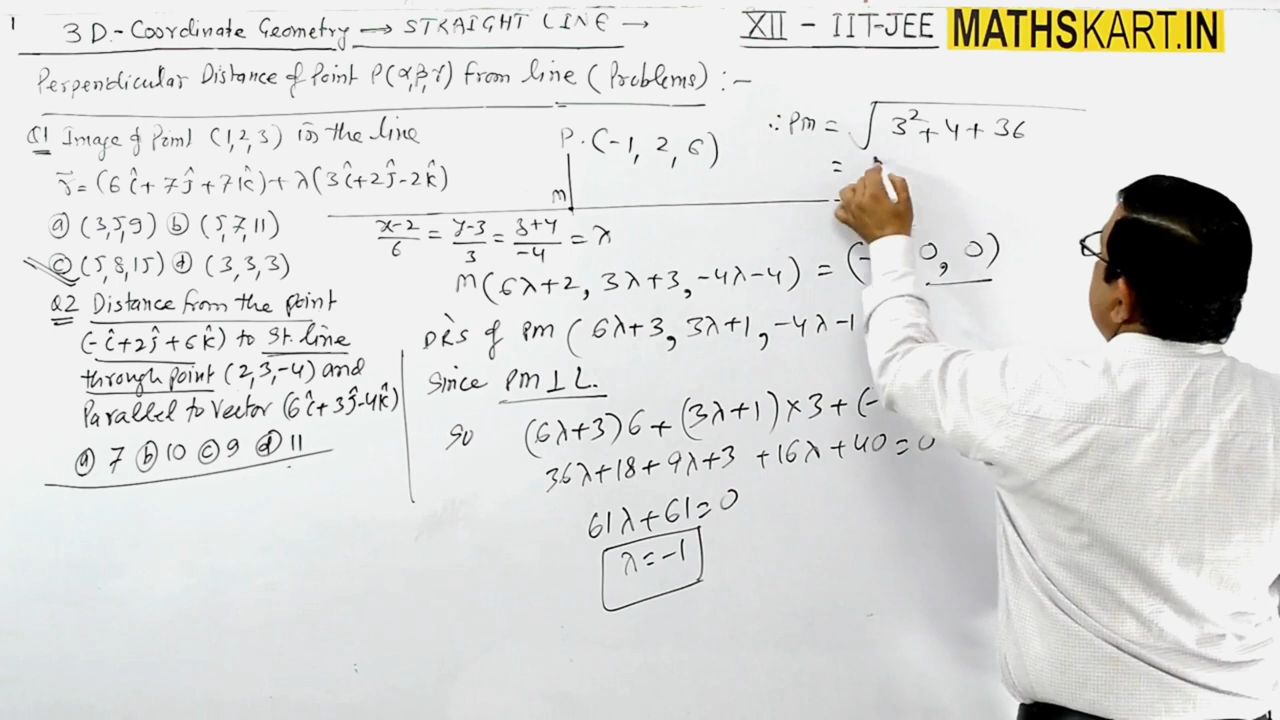 1
3D.-Coordinate Geometry → STRAIGHT LINE →
XII - IIT-JEE MATHSKART.IN
Perpendicular Distance of Point P(α,β,γ) from line (Problems) :-
Q1 Image of Point (1,2,3) in the line
r̄ = (6î+7ĵ+7k̂)+λ(3î+2ĵ-2k̂)
ⓐ (3,5,9) ⓑ (5,7,11)
ⓒ (5,8,15) ⓓ (3,3,3)
Q2 Distance from the point
(-î+2ĵ+6k̂) to St. line
through point (2,3,-4) and
Parallel to vector (6î+3ĵ-4k̂)
ⓐ 7 ⓑ 10 ⓒ 9 ⓓ 11
P. (-1, 2, 6)
M
x-2/6 = y-3/3 = z+4/-4 = λ
M(6λ+2, 3λ+3, -4λ-4) = (- 0, 0)
DR's of PM (6λ+3, 3λ+1, -4λ-1
Since PM⊥L.
So (6λ+3)6+(3λ+1)×3+(-
36λ+18+9λ+3 +16λ+40=0
61λ+61=0
λ=-1
∴ PM = √3²+4+36
=